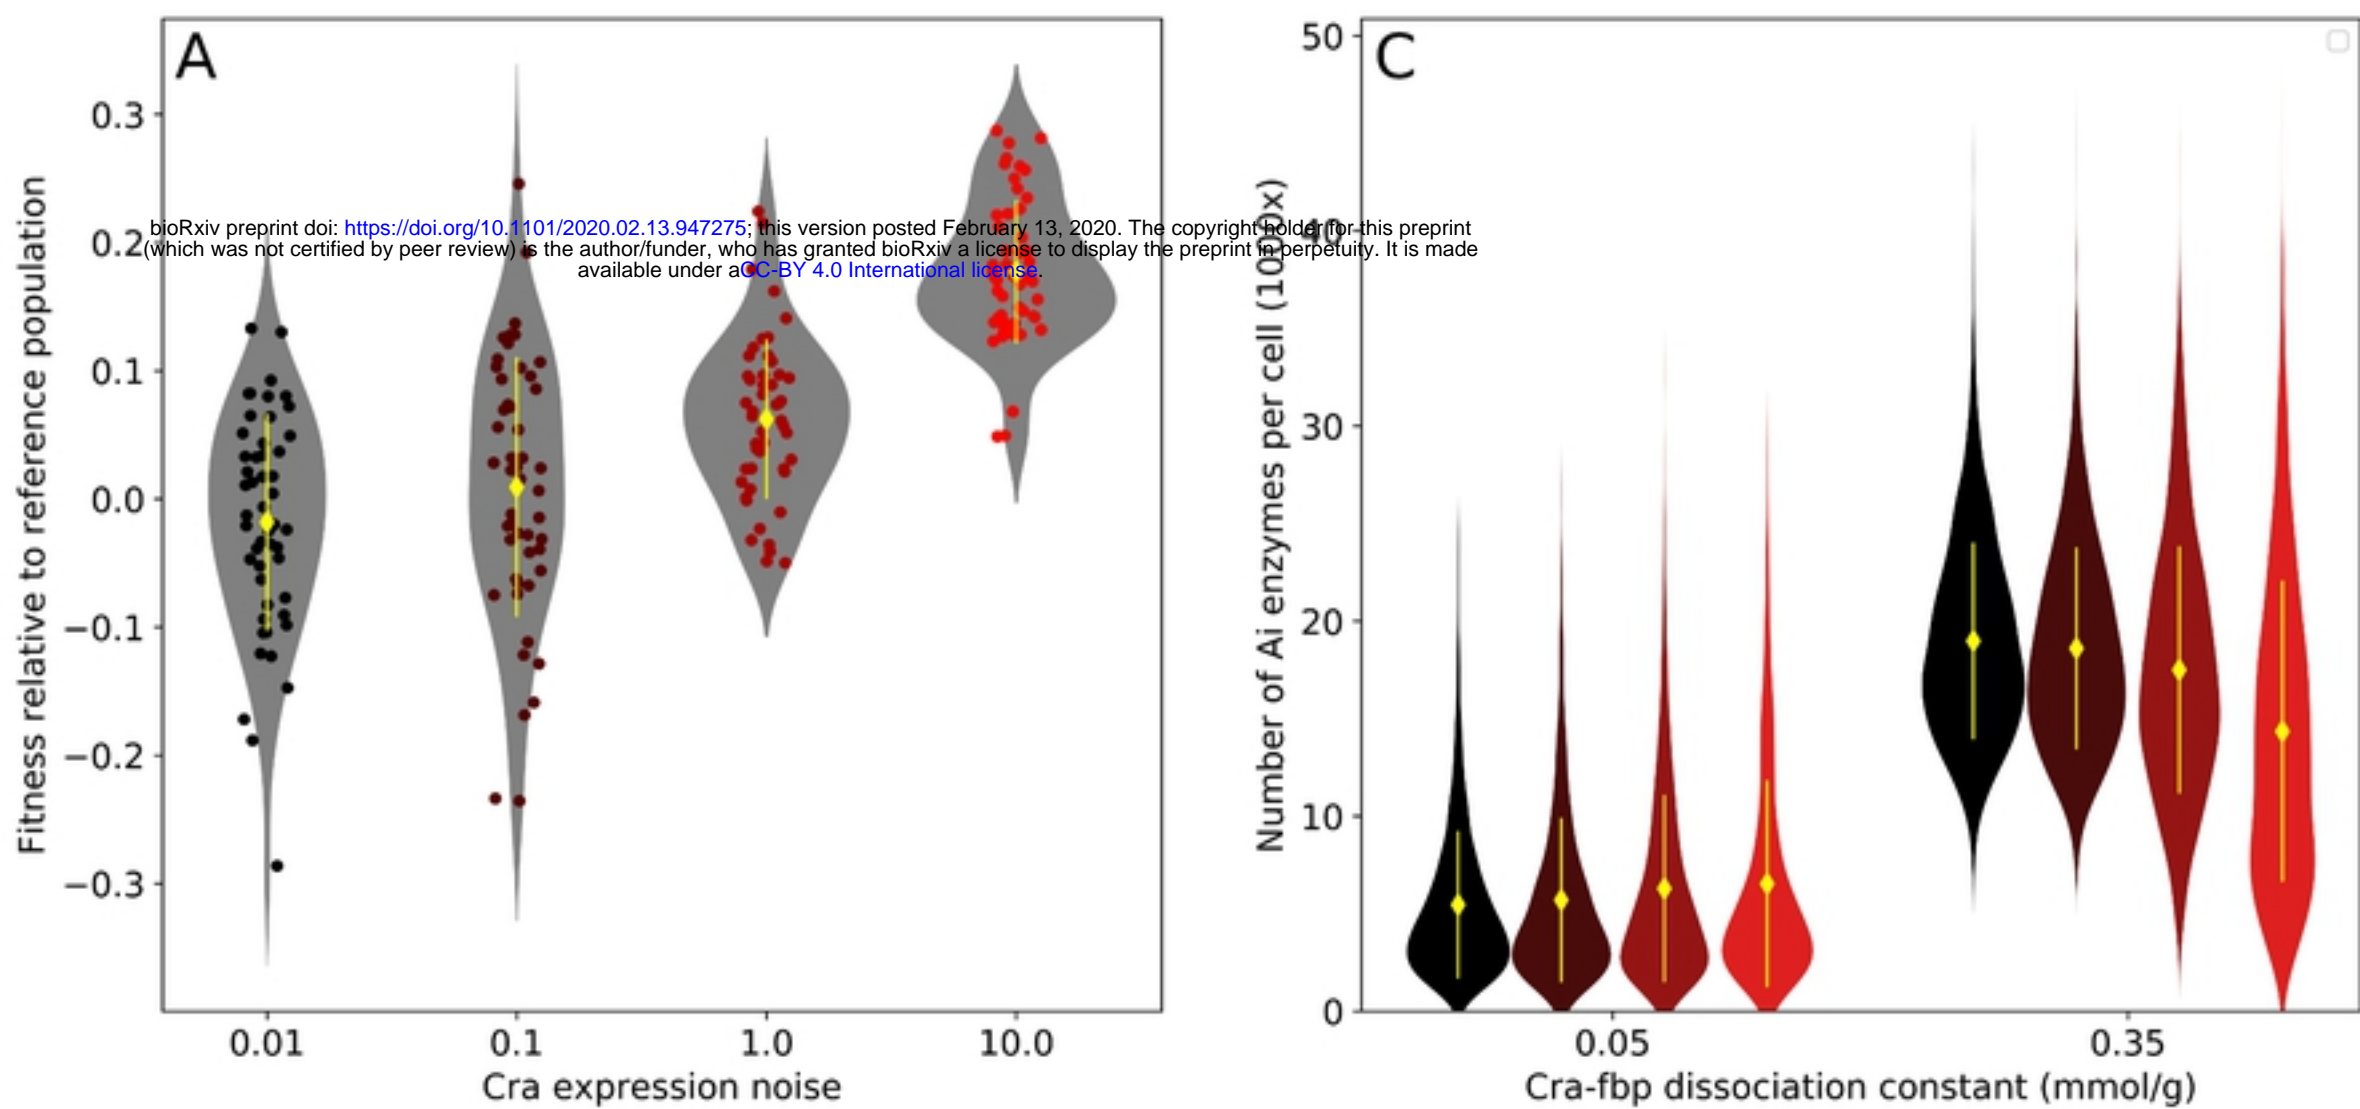 A
C
50
40
30
20
10
0
0.3
0.2
0.1
0.0
−0.1
−0.2
−0.3
Fitness relative to reference population
Number of Ai enzymes per cell (1000x)
bioRxiv preprint doi: https://doi.org/10.1101/2020.02.13.947275; this version posted February 13, 2020. The copyright holder for this preprint
(which was not certified by peer review) is the author/funder, who has granted bioRxiv a license to display the preprint in perpetuity. It is made
available under aCC-BY 4.0 International license.
0.01 0.1 1.0 10.0
Cra expression noise
0.05 0.35
Cra-fbp dissociation constant (mmol/g)